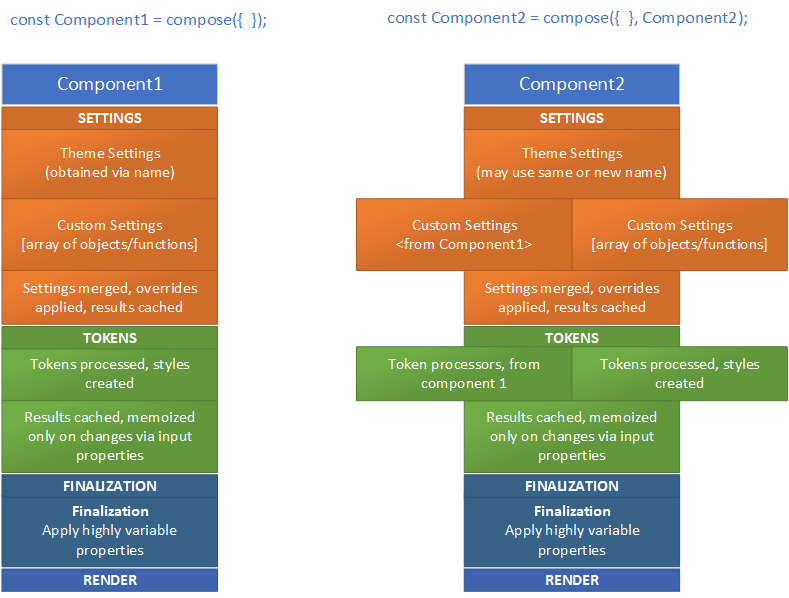 const Component1 = compose({  });
const Component2 = compose({  }, Component2);
Component1
SETTINGS
Theme Settings
(obtained via name)
Custom Settings
[array of objects/functions]
Settings merged, overrides
applied, results cached
TOKENS
Tokens processed, styles
created
Results cached, memoized
only on changes via input
properties
FINALIZATION
Finalization
Apply highly variable
properties
RENDER
Component2
SETTINGS
Theme Settings
(may use same or new name)
Custom Settings
<from Component1>
Custom Settings
[array of objects/functions]
Settings merged, overrides
applied, results cached
TOKENS
Token processors, from
component 1
Tokens processed, styles
created
Results cached, memoized
only on changes via input
properties
FINALIZATION
Finalization
Apply highly variable
properties
RENDER